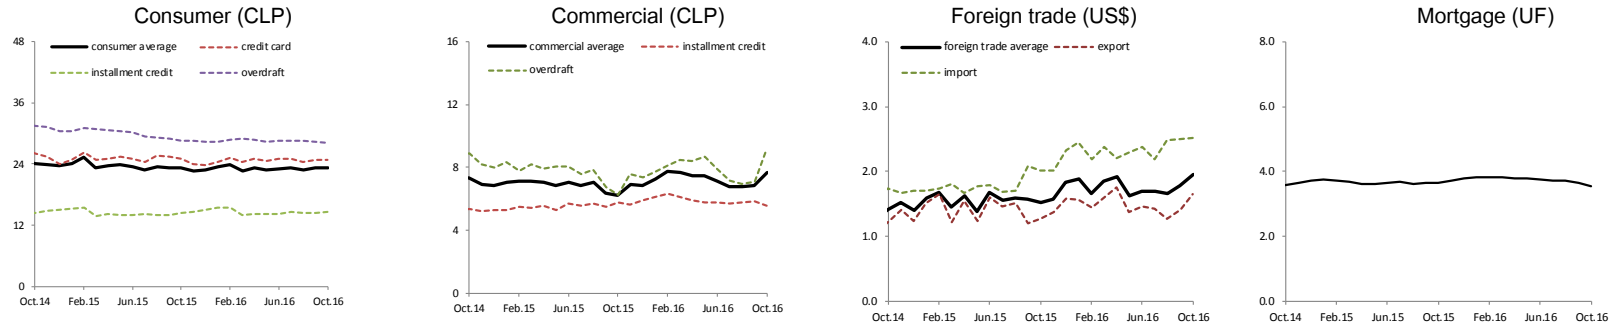 Consumer (CLP)
48
consumer average
credit card
installment credit
overdraft
36
24
12
0
Oct.14
Feb.15
Jun.15
Oct.15
Feb.16
Jun.16
Oct.16
Commercial (CLP)
16
commercial average
installment credit
overdraft
12
8
4
0
Oct.14
Feb.15
Jun.15
Oct.15
Feb.16
Jun.16
Oct.16
Foreign trade (US$)
4.0
foreign trade average
export
import
3.0
2.0
1.0
0.0
Oct.14
Feb.15
Jun.15
Oct.15
Feb.16
Jun.16
Oct.16
Mortgage (UF)
8.0
6.0
4.0
2.0
0.0
Oct.14
Feb.15
Jun.15
Oct.15
Feb.16
Jun.16
Oct.16